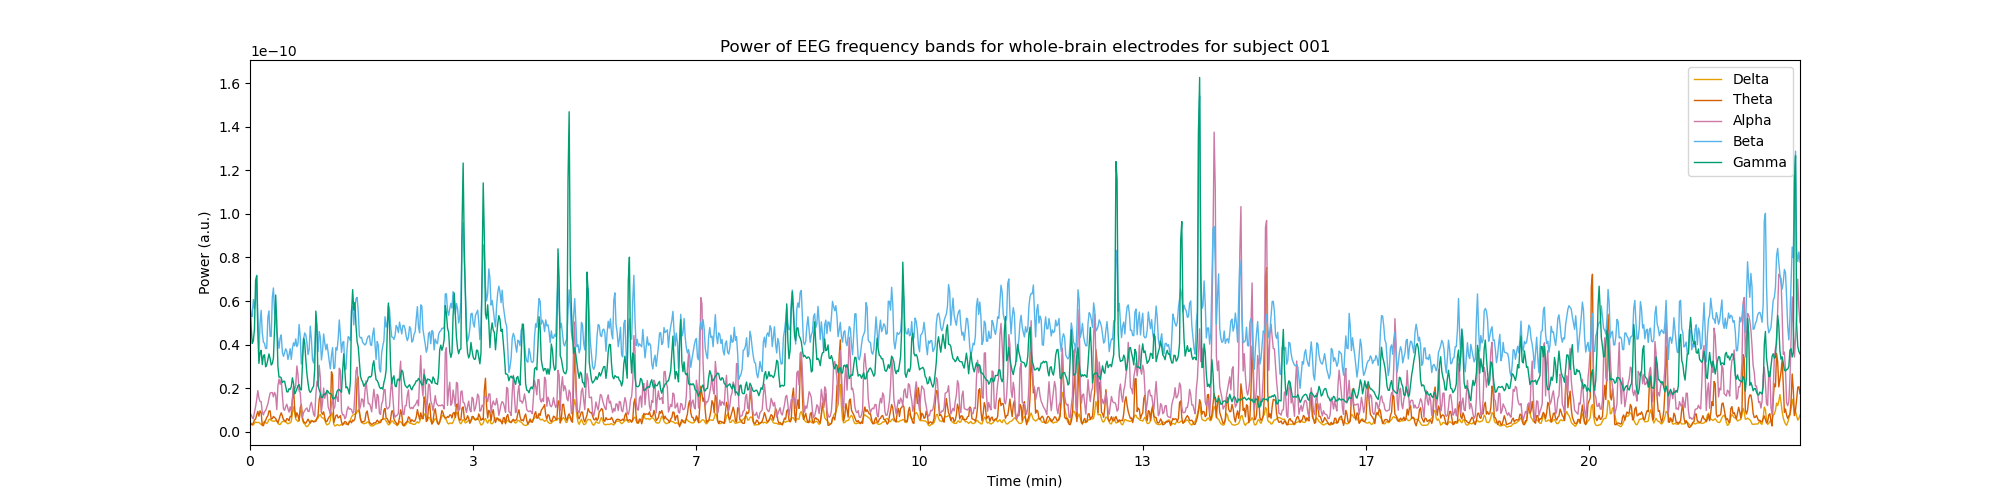 Power of EEG frequency bands for whole-brain electrodes for subject 001
1e−10
1.6
1.4
1.2
1.0
0.8
0.6
0.4
0.2
0.0
Power (a.u.)
Delta
Theta
Alpha
Beta
Gamma
0 3 7 10 13 17 20
Time (min)